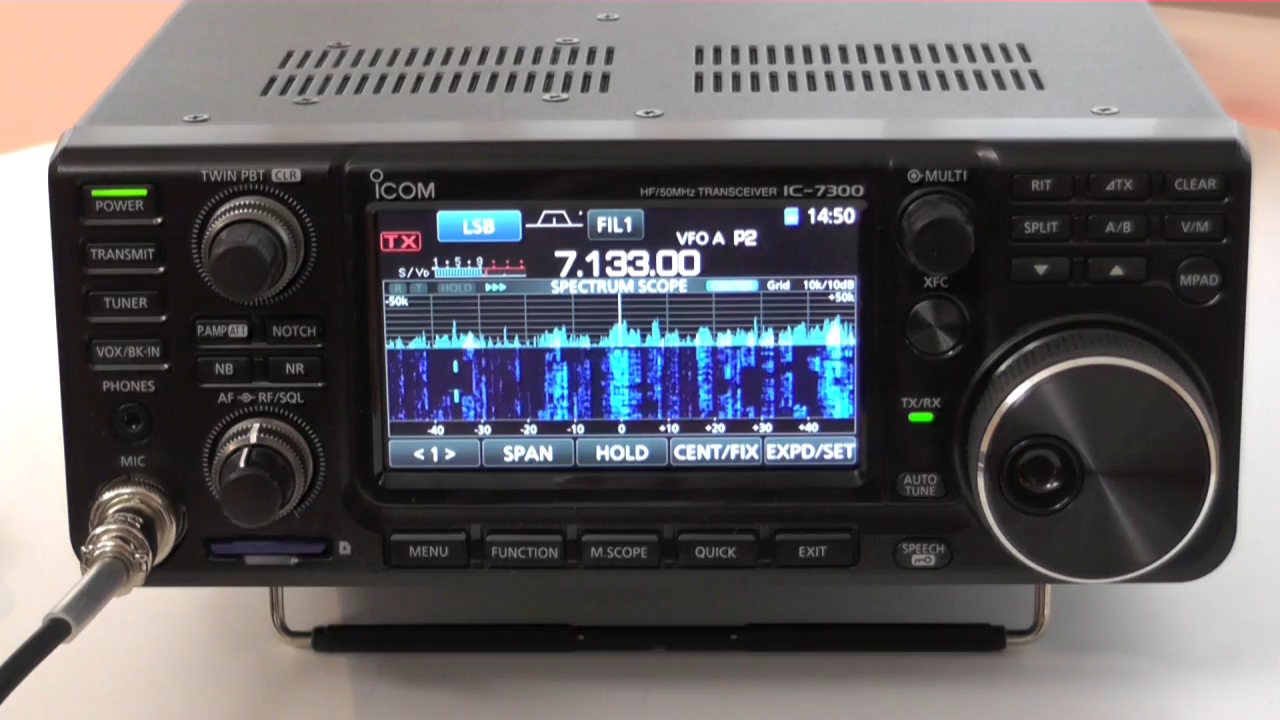 TWIN PBT CLR
POWER
TRANSMIT
TUNER
VOX/BK-IN
P.AMP ATT
NOTCH
NB
NR
PHONES
AF RF/SQL
MIC
ICOM
HF/50MHz TRANSCEIVER IC-7300
LSB
FIL1
14:50
TX
VFO A P2
S/VD 1 5 9
7.133.00
HOLD
SPECTRUM SCOPE
Grid 10k/10dB
-50k
+50k
-40 -30 -20 -10 0 +10 +20 +30 +40
<1>
SPAN
HOLD
CENT/FIX
EXPD/SET
MENU
FUNCTION
M.SCOPE
QUICK
EXIT
MULTI
RIT
⊿TX
CLEAR
SPLIT
A/B
V/M
▼
▲
MPAD
XFC
TX/RX
AUTO
TUNE
SPEECH